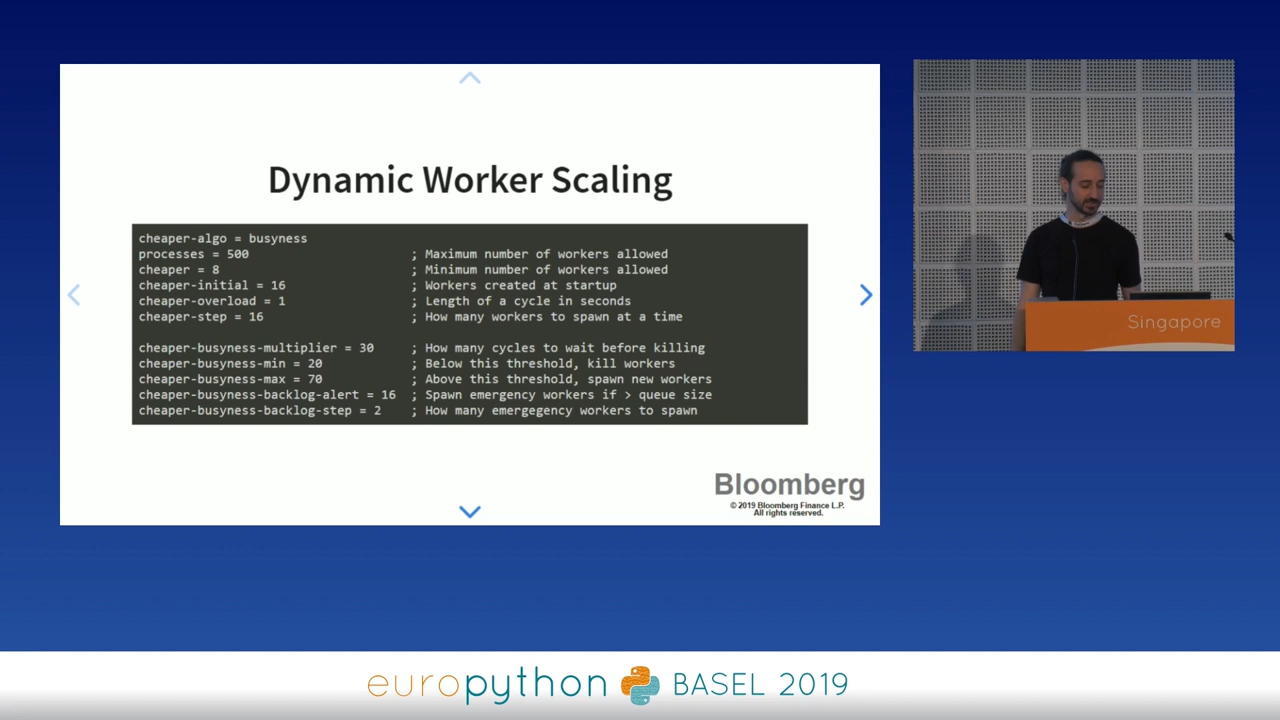 Dynamic Worker Scaling
cheaper-algo = busyness
processes = 500 ; Maximum number of workers allowed
cheaper = 8 ; Minimum number of workers allowed
cheaper-initial = 16 ; Workers created at startup
cheaper-overload = 1 ; Length of a cycle in seconds
cheaper-step = 16 ; How many workers to spawn at a time
cheaper-busyness-multiplier = 30 ; How many cycles to wait before killing
cheaper-busyness-min = 20 ; Below this threshold, kill workers
cheaper-busyness-max = 70 ; Above this threshold, spawn new workers
cheaper-busyness-backlog-alert = 16 ; Spawn emergency workers if > queue size
cheaper-busyness-backlog-step = 2 ; How many emergegency workers to spawn
Bloomberg
© 2019 Bloomberg Finance L.P.
All rights reserved.
Singapore
europython BASEL 2019